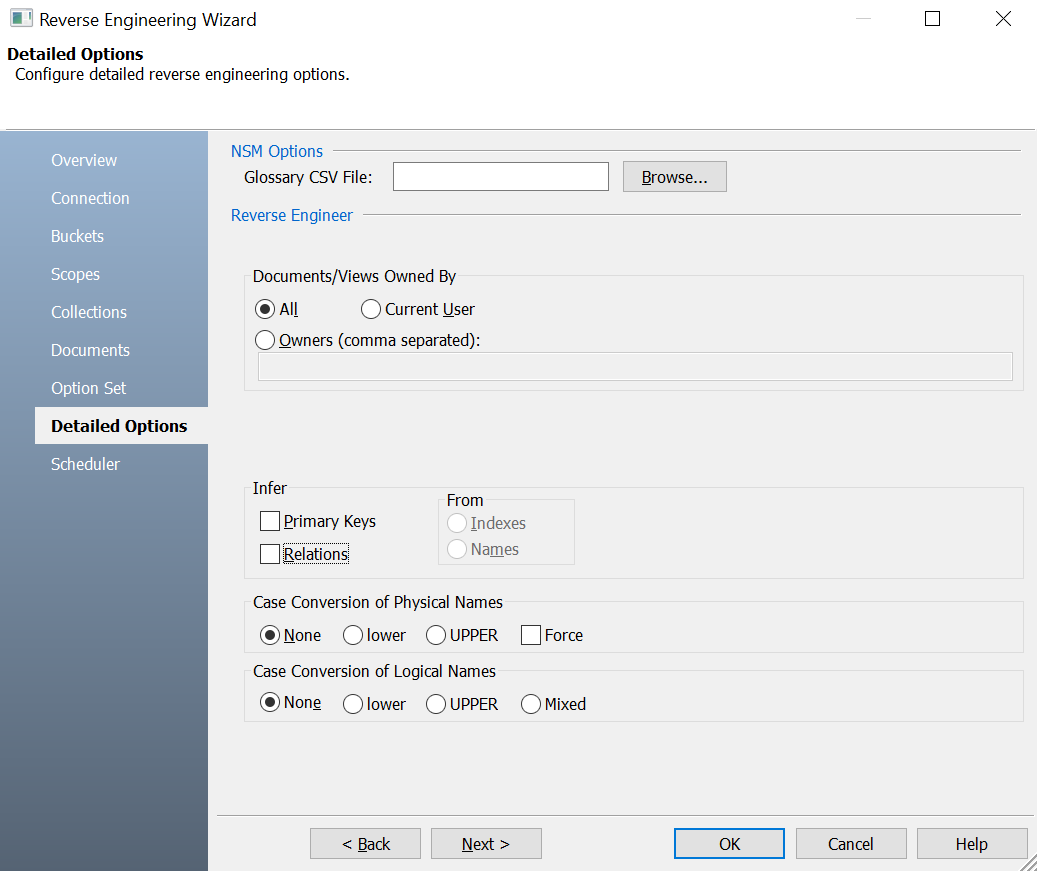 Reverse Engineering Wizard
Detailed Options
Configure detailed reverse engineering options.
Overview
Connection
Buckets
Scopes
Collections
Documents
Option Set
Detailed Options
Scheduler
NSM Options
Glossary CSV File:
Browse...
Reverse Engineer
Documents/Views Owned By
All
Current User
Owners (comma separated):
Infer
Primary Keys
Relations
From
Indexes
Names
Case Conversion of Physical Names
None
lower
UPPER
Force
Case Conversion of Logical Names
None
lower
UPPER
Mixed
< Back
Next >
OK
Cancel
Help